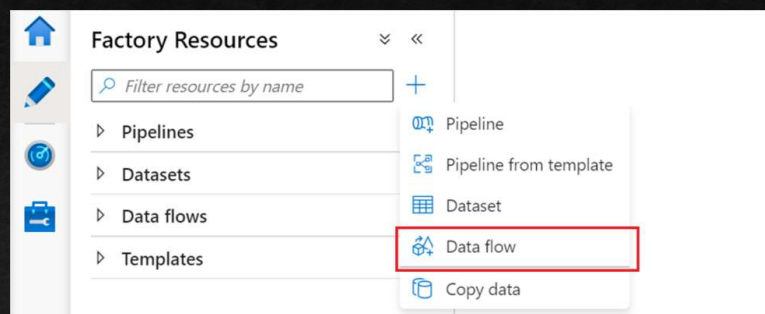 Factory Resources
Filter resources by name
Pipelines
Datasets
Data flows
Templates
Pipeline
Pipeline from template
Dataset
Data flow
Copy data